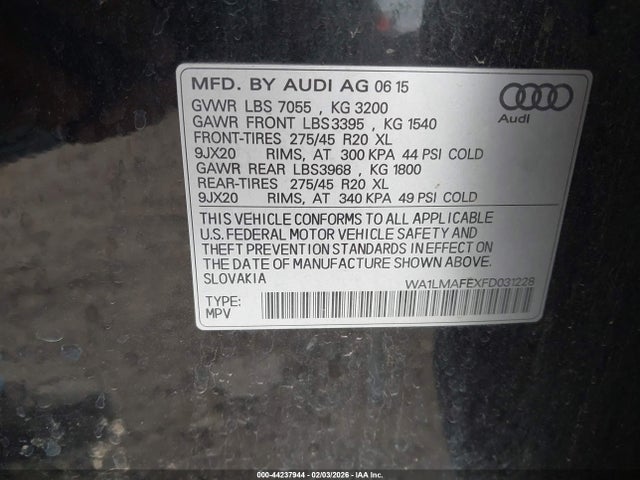 MFD. BY AUDI AG 06 15
GVWR LBS 7055 , KG 3200
GAWR FRONT LBS3395 , KG 1540
FRONT-TIRES 275/45 R20 XL
9JX20 RIMS, AT 300 KPA 44 PSI COLD
GAWR REAR LBS3968 , KG 1800
REAR-TIRES 275/45 R20 XL
9JX20 RIMS, AT 340 KPA 49 PSI COLD
Audi
THIS VEHICLE CONFORMS TO ALL APPLICABLE
U.S. FEDERAL MOTOR VEHICLE SAFETY AND
THEFT PREVENTION STANDARDS IN EFFECT ON
THE DATE OF MANUFACTURE SHOWN ABOVE.
SLOVAKIA
WA1LMAFEXFD031228
TYPE:
MPV
000-44237944 - 02/03/2026 - IAA Inc.